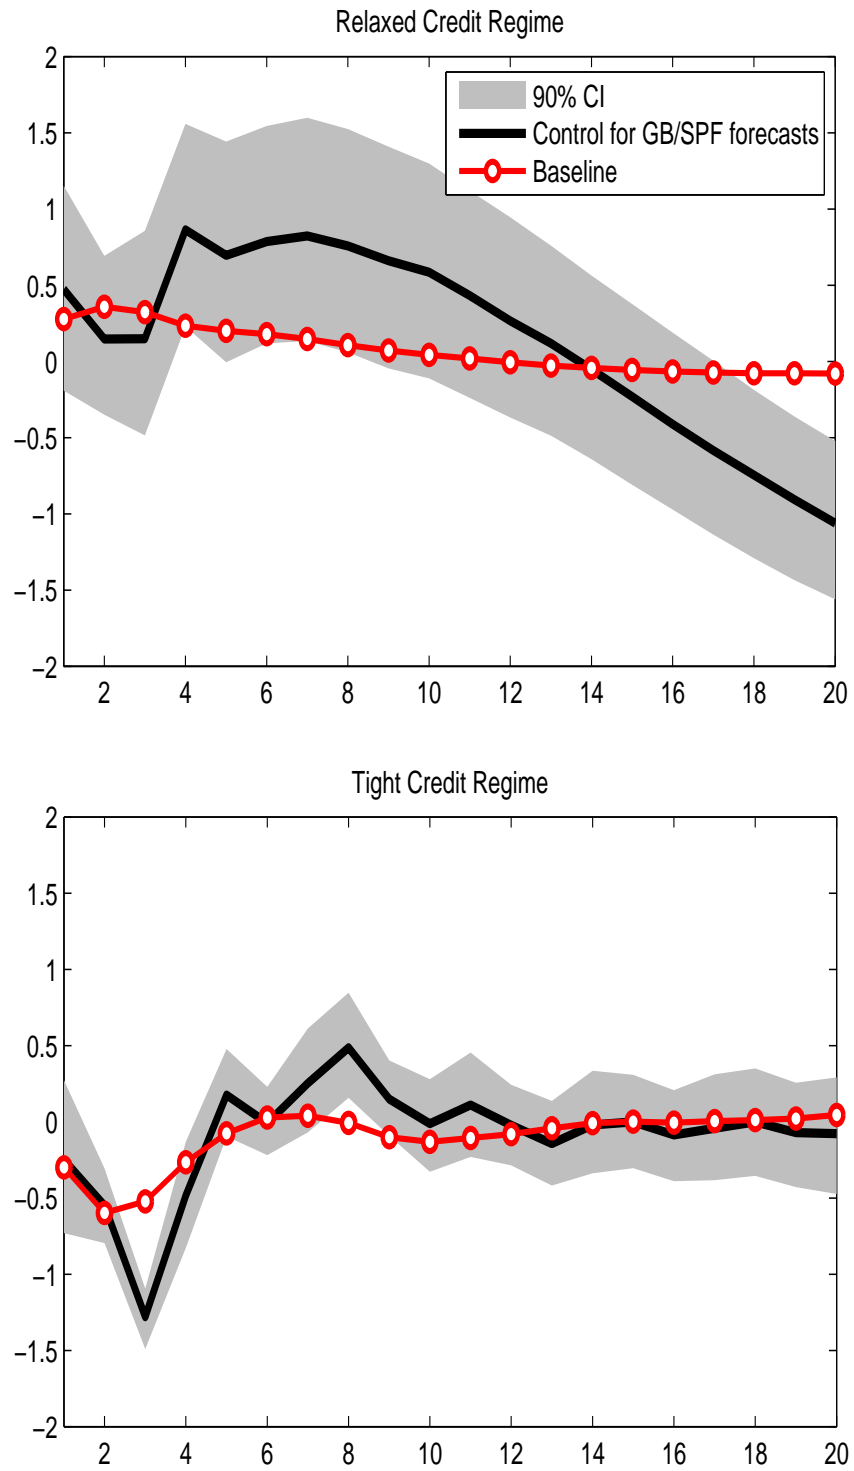 Relaxed Credit Regime
2
1.5
1
0.5
0
−0.5
−1
−1.5
−2
90% CI
Control for GB/SPF forecasts
Baseline
2 4 6 8 10 12 14 16 18 20
Tight Credit Regime
2
1.5
1
0.5
0
−0.5
−1
−1.5
−2
2 4 6 8 10 12 14 16 18 20